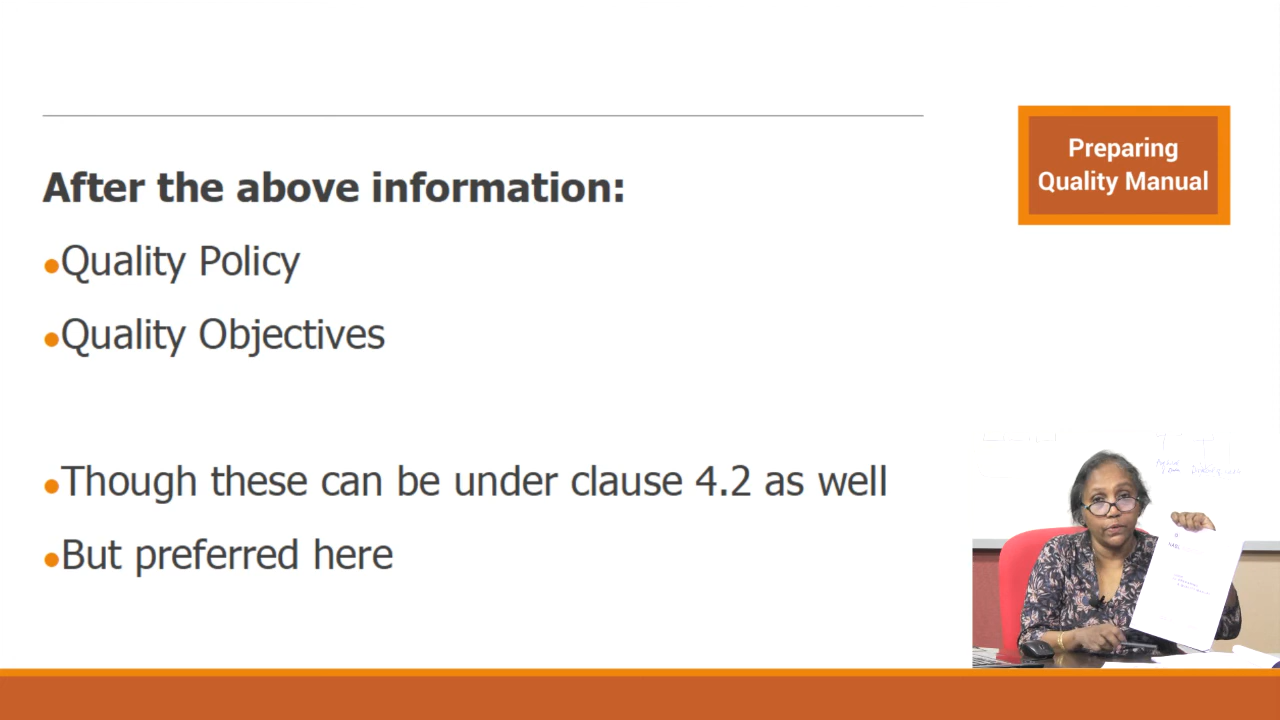 After the above information:
●Quality Policy
●Quality Objectives
●Though these can be under clause 4.2 as well
●But preferred here
Preparing
Quality Manual